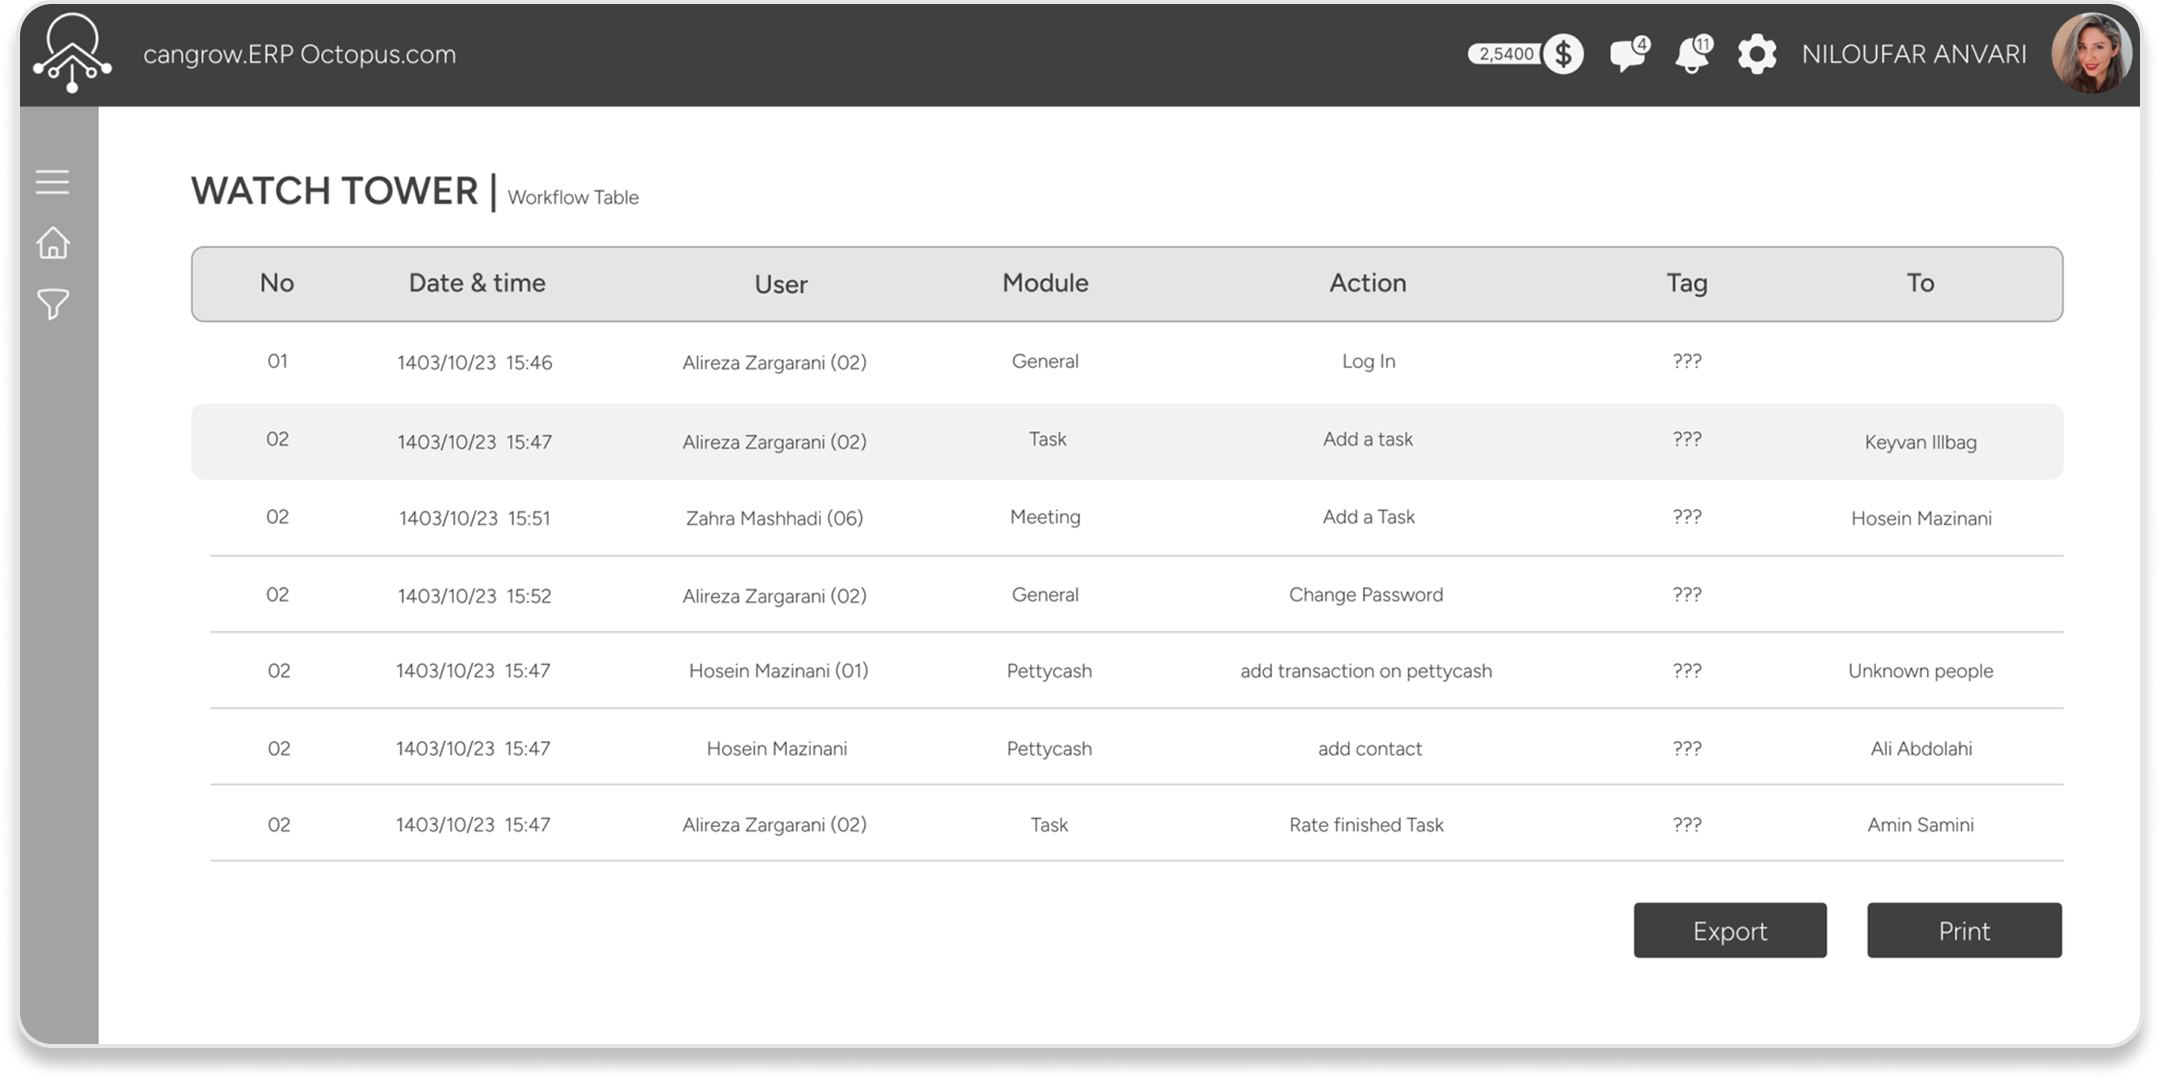 cangrow.ERP Octopus.com 2,5400 $ 4 11 NILOUFAR ANVARI
WATCH TOWER | Workflow Table
No Date & time User Module Action Tag To
01 1403/10/23 15:46 Alireza Zargarani (02) General Log In ???
02 1403/10/23 15:47 Alireza Zargarani (02) Task Add a task ??? Keyvan Illbag
02 1403/10/23 15:51 Zahra Mashhadi (06) Meeting Add a Task ??? Hosein Mazinani
02 1403/10/23 15:52 Alireza Zargarani (02) General Change Password ???
02 1403/10/23 15:47 Hosein Mazinani (01) Pettycash add transaction on pettycash ??? Unknown people
02 1403/10/23 15:47 Hosein Mazinani Pettycash add contact ??? Ali Abdolahi
02 1403/10/23 15:47 Alireza Zargarani (02) Task Rate finished Task ??? Amin Samini
Export Print